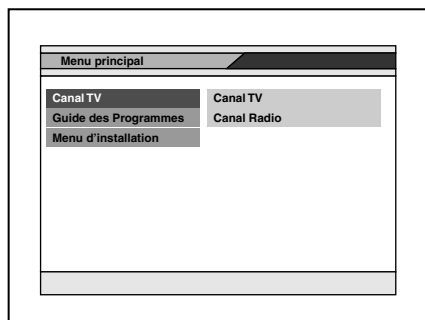 Menu principal
Canal TV
Guide des Programmes
Menu d'installation
Canal TV
Canal Radio